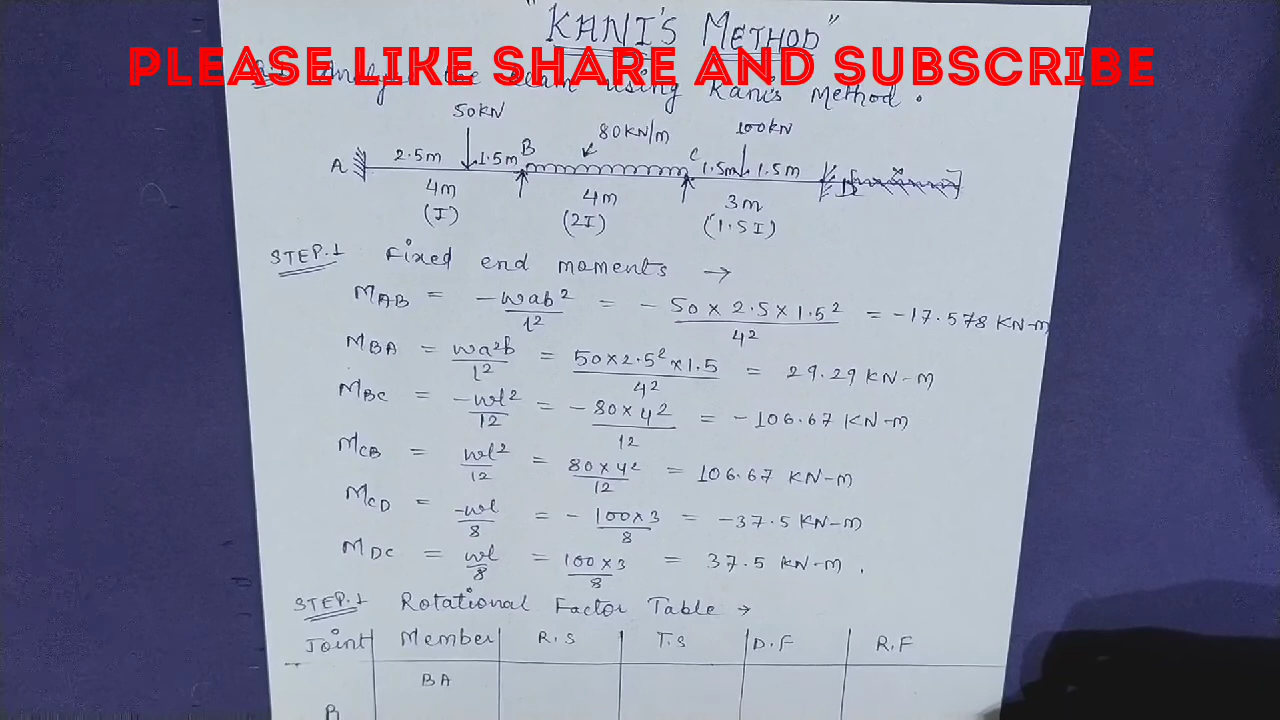 "KANI'S METHOD"
PLEASE LIKE SHARE AND SUBSCRIBE
the beam using Kani's Method.
50KN 80KN/m 100KN
A 2.5m 1.5m B C 1.5m 1.5m
4m 4m 3m
(I) (2I) (1.5I)
STEP.1 Fixed end moments →
MAB = -wab²/l² = - 50 × 2.5 × 1.5²/4² = -17.578 KN-m
MBA = wa²b/l² = 50×2.5²×1.5/4² = 29.29 KN-m
MBC = -wl²/12 = -80×4²/12 = -106.67 KN-m
MCB = wl²/12 = 80×4²/12 = 106.67 KN-m
MCD = -wl/8 = - 100×3/8 = -37.5 KN-m
MDC = wl/8 = 100×3/8 = 37.5 KN-m.
STEP.1 Rotational Factor Table →
Joint Member R.S T.S D.F R.F
BA
B